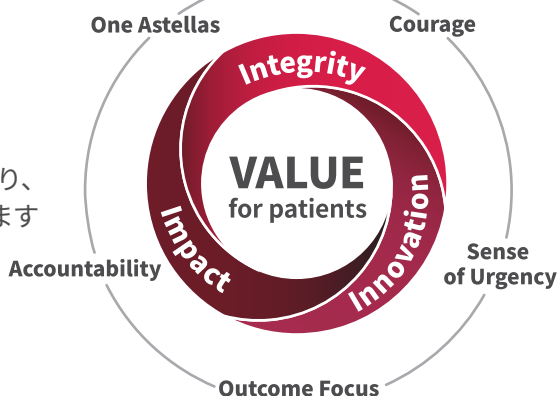 One Astellas
Courage
Integrity
り、
ます
VALUE
for patients
Impact
Innovation
Accountability
Sense
of Urgency
Outcome Focus